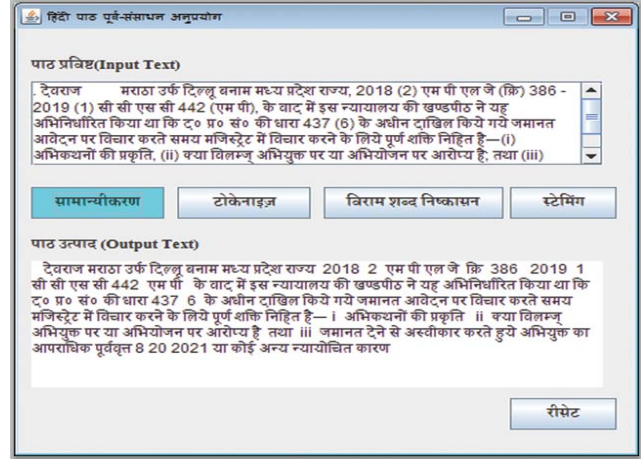 हिंदी पाठ पूर्व-संसाधन अनुप्रयोग
पाठ प्रविष्ट(Input Text)
. देवराज मराठा उर्फ दिल्लू बनाम मध्य प्रदेश राज्य, 2018 (2) एम पी एल जे (क्रि) 386 -
2019 (1) सी सी एस सी 442 (एम पी), के वाद में इस न्यायालय की खण्डपीठ ने यह
अभिनिर्धारित किया था कि द० प्र० सं० की धारा 437 (6) के अधीन दाखिल किये गये जमानत
आवेदन पर विचार करते समय मजिस्ट्रेट में विचार करने के लिये पूर्ण शक्ति निहित है—(i)
अभिकथनों की प्रकृति, (ii) क्या विलम्ब अभियुक्त पर या अभियोजन पर आरोप्य है; तथा (iii)
सामान्यीकरण टोकेनाइज़ विराम शब्द निष्कासन स्टेमिंग
पाठ उत्पाद (Output Text)
देवराज मराठा उर्फ दिल्लू बनाम मध्य प्रदेश राज्य 2018 2 एम पी एल जे क्रि 386 2019 1
सी सी एस सी 442 एम पी के वाद में इस न्यायालय की खण्डपीठ ने यह अभिनिर्धारित किया था कि
द० प्र० सं० की धारा 437 6 के अधीन दाखिल किये गये जमानत आवेदन पर विचार करते समय
मजिस्ट्रेट में विचार करने के लिये पूर्ण शक्ति निहित है— i अभिकथनों की प्रकृति ii क्या विलम्ब
अभियुक्त पर या अभियोजन पर आरोप्य है तथा iii जमानत देने से अस्वीकार करते हुये अभियुक्त का
आपराधिक पूर्ववृत्त 8 20 2021 या कोई अन्य न्यायोचित कारण
रीसेट